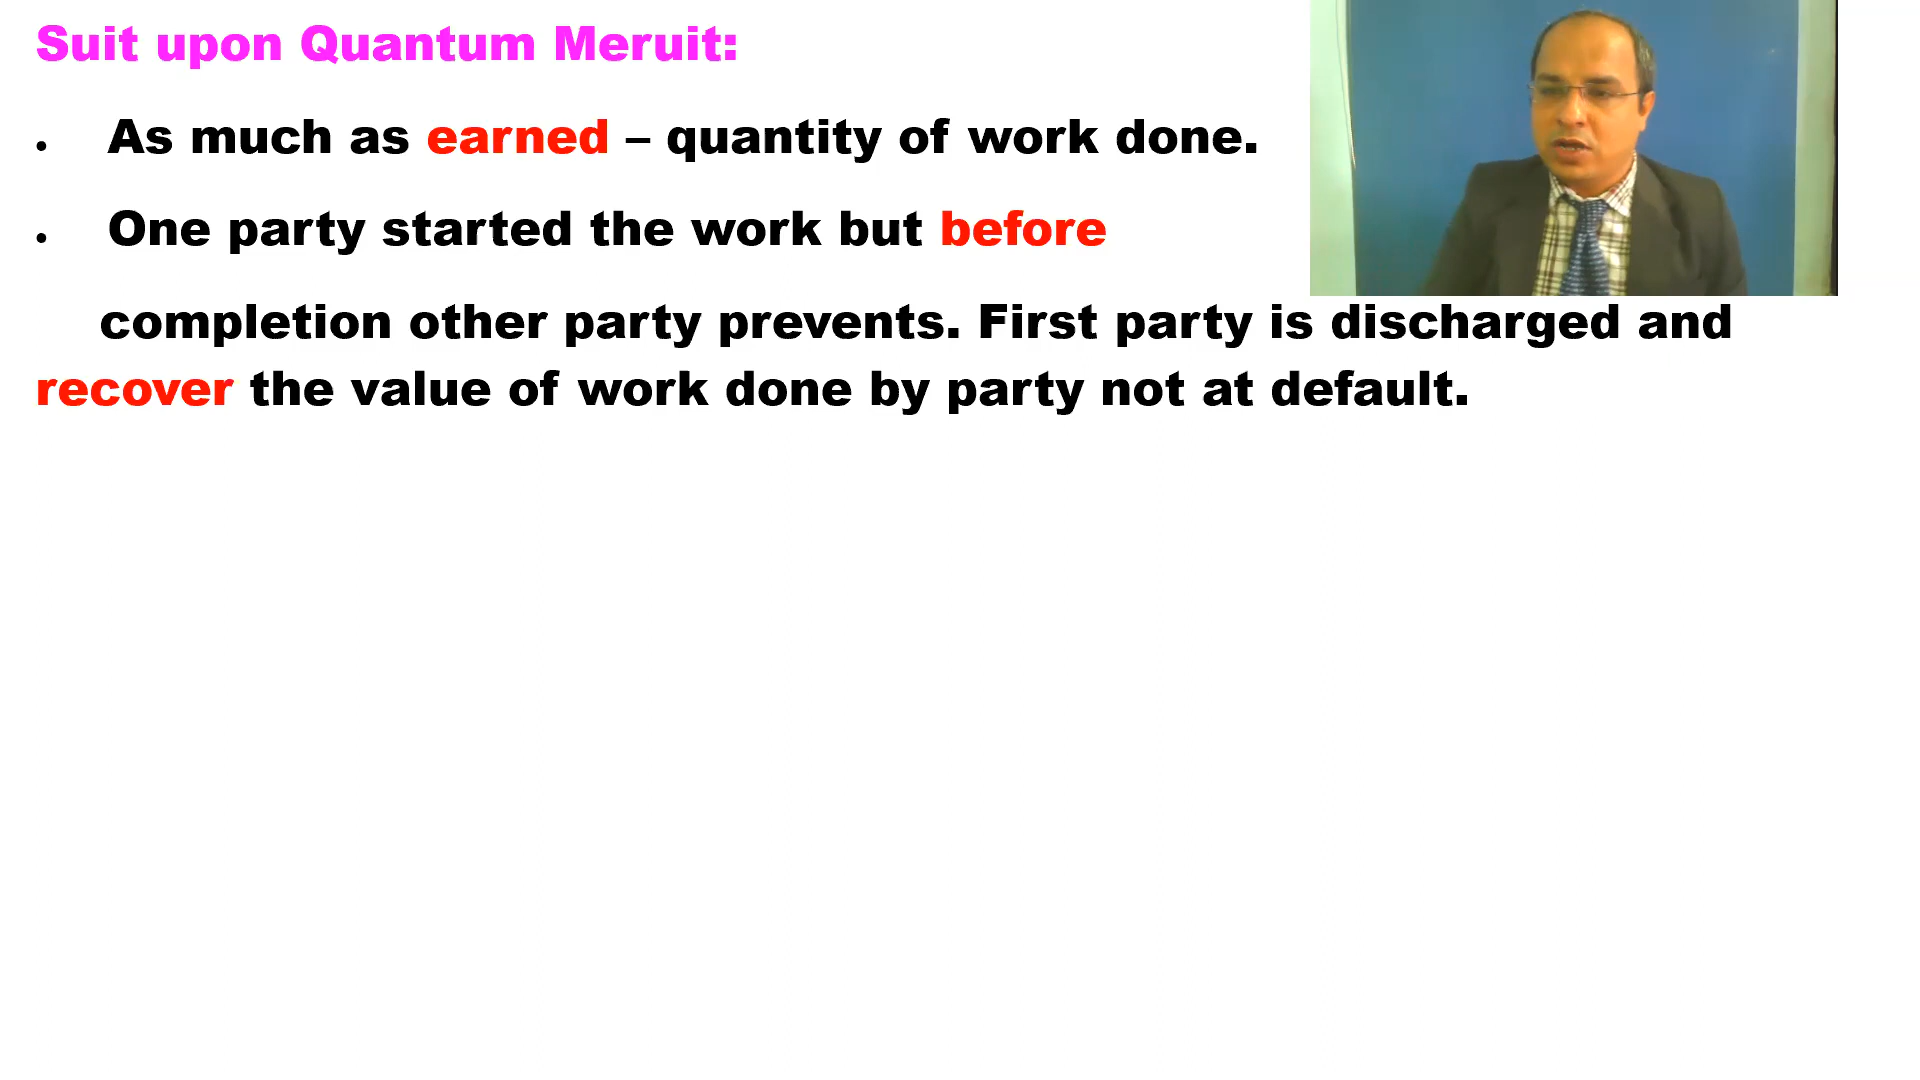 Suit upon Quantum Meruit:
• As much as earned – quantity of work done.
• One party started the work but before
completion other party prevents. First party is discharged and
recover the value of work done by party not at default.